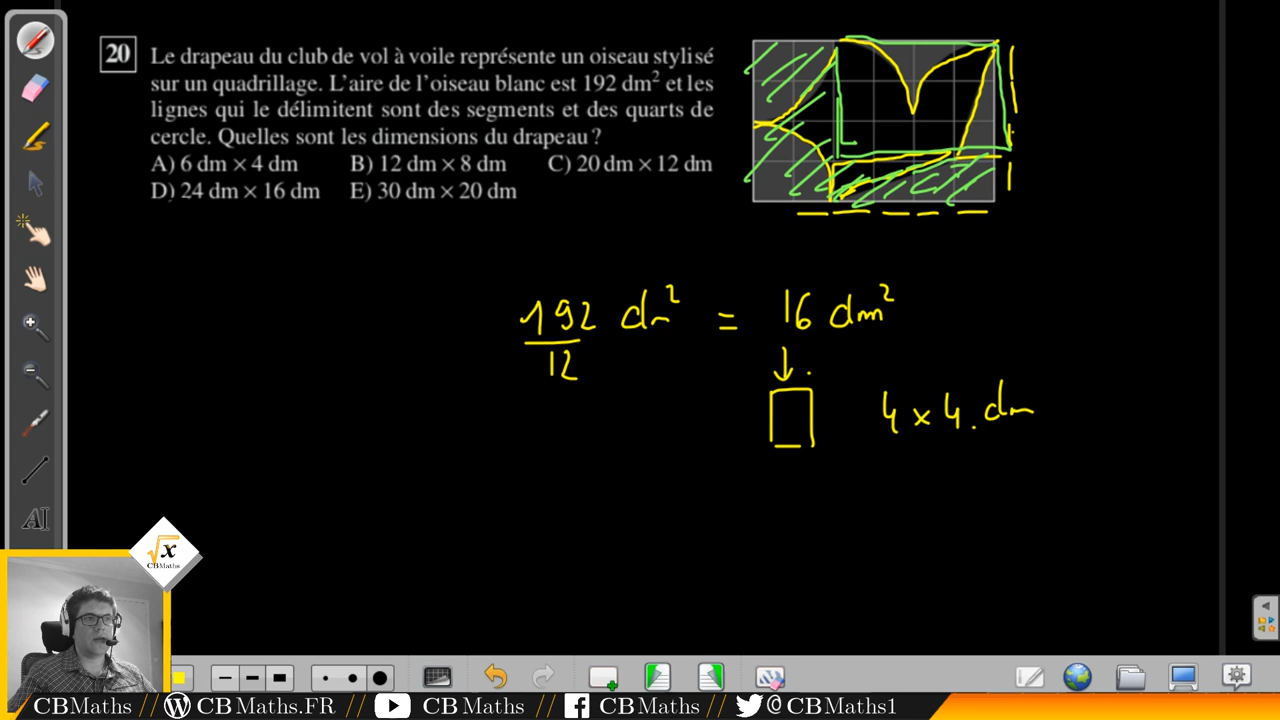 20 Le drapeau du club de vol à voile représente un oiseau stylisé
sur un quadrillage. L'aire de l'oiseau blanc est 192 dm² et les
lignes qui le délimitent sont des segments et des quarts de
cercle. Quelles sont les dimensions du drapeau ?
A) 6 dm × 4 dm B) 12 dm × 8 dm C) 20 dm × 12 dm
D) 24 dm × 16 dm E) 30 dm × 20 dm
192/12 dm² = 16 dm²
4 × 4. dm
AI
√x
CBMaths
CBMaths // CBMaths.FR // CBMaths // CBMaths // @CBMaths1